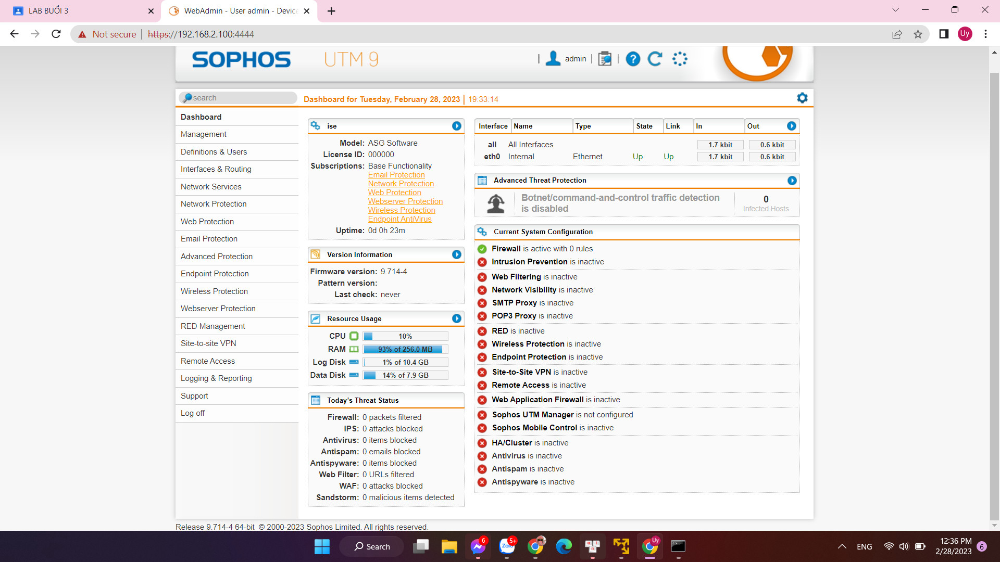 LAB BUỔI 3
WebAdmin - User admin - Device
Not secure | https://192.168.2.100:4444
Uy
SOPHOS UTM 9
| admin | | ?
search
Dashboard for Tuesday, February 28, 2023 | 19:33:14
Dashboard
Management
Definitions & Users
Interfaces & Routing
Network Services
Network Protection
Web Protection
Email Protection
Advanced Protection
Endpoint Protection
Wireless Protection
Webserver Protection
RED Management
Site-to-site VPN
Remote Access
Logging & Reporting
Support
Log off
ise
Model: ASG Software
License ID: 000000
Subscriptions: Base Functionality
Email Protection
Network Protection
Web Protection
Webserver Protection
Wireless Protection
Endpoint AntiVirus
Uptime: 0d 0h 23m
Version Information
Firmware version: 9.714-4
Pattern version:
Last check: never
Resource Usage
CPU 10%
RAM 93% of 256.0 MB
Log Disk 1% of 10.4 GB
Data Disk 14% of 7.9 GB
Today's Threat Status
Firewall: 0 packets filtered
IPS: 0 attacks blocked
Antivirus: 0 items blocked
Antispam: 0 emails blocked
Antispyware: 0 items blocked
Web Filter: 0 URLs filtered
WAF: 0 attacks blocked
Sandstorm: 0 malicious items detected
Interface Name Type State Link In Out
all All Interfaces 1.7 kbit 0.6 kbit
eth0 Internal Ethernet Up Up 1.7 kbit 0.6 kbit
Advanced Threat Protection
Botnet/command-and-control traffic detection
is disabled
0
Infected Hosts
Current System Configuration
Firewall is active with 0 rules
Intrusion Prevention is inactive
Web Filtering is inactive
Network Visibility is inactive
SMTP Proxy is inactive
POP3 Proxy is inactive
RED is inactive
Wireless Protection is inactive
Endpoint Protection is inactive
Site-to-Site VPN is inactive
Remote Access is inactive
Web Application Firewall is inactive
Sophos UTM Manager is not configured
Sophos Mobile Control is inactive
HA/Cluster is inactive
Antivirus is inactive
Antispam is inactive
Antispyware is inactive
Release 9.714-4 64-bit © 2000-2023 Sophos Limited. All rights reserved.
Search
6
Zalo
5+
Uy
ENG
12:36 PM
2/28/2023
6